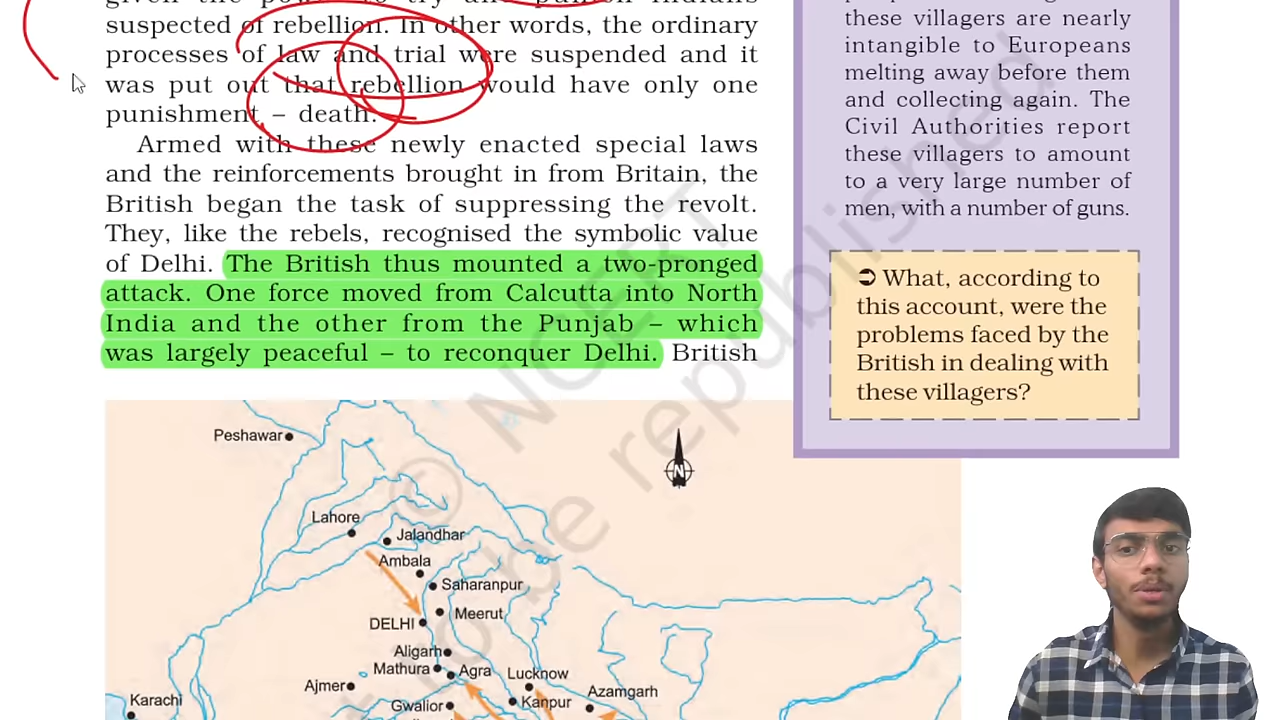 suspected of rebellion. In other words, the ordinary
processes of law and trial were suspended and it
was put out that rebellion would have only one
punishment – death.
Armed with these newly enacted special laws
and the reinforcements brought in from Britain, the
British began the task of suppressing the revolt.
They, like the rebels, recognised the symbolic value
of Delhi. The British thus mounted a two-pronged
attack. One force moved from Calcutta into North
India and the other from the Punjab – which
was largely peaceful – to reconquer Delhi. British
these villagers are nearly
intangible to Europeans
melting away before them
and collecting again. The
Civil Authorities report
these villagers to amount
to a very large number of
men, with a number of guns.
➲ What, according to
this account, were the
problems faced by the
British in dealing with
these villagers?
Peshawar
N
Lahore
Jalandhar
Ambala
Saharanpur
Meerut
DELHI
Aligarh
Mathura
Agra
Lucknow
Ajmer
Azamgarh
Karachi
Kanpur
Gwalior
© NCERT
be republished